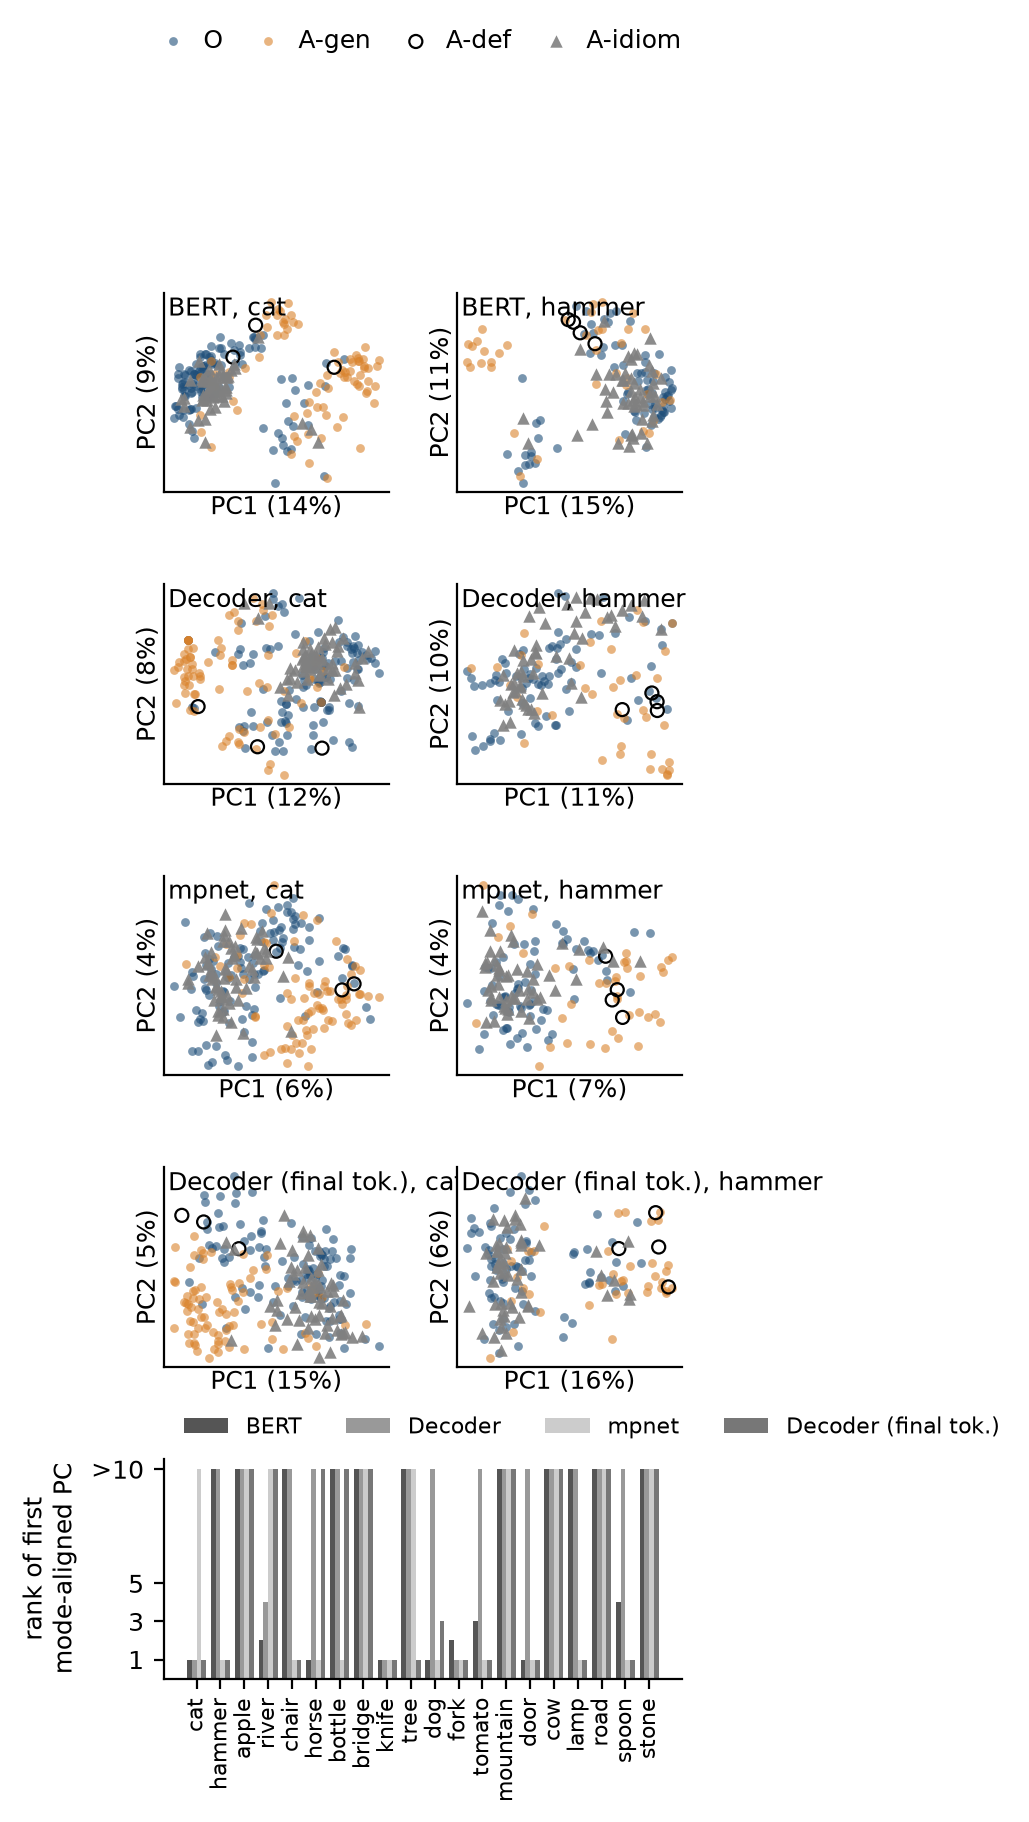 O A-gen A-def A-idiom
BERT, cat
BERT, hammer
PC2 (9%)
PC2 (11%)
PC1 (14%)
PC1 (15%)
Decoder, cat
Decoder, hammer
PC2 (8%)
PC2 (10%)
PC1 (12%)
PC1 (11%)
mpnet, cat
mpnet, hammer
PC2 (4%)
PC2 (4%)
PC1 (6%)
PC1 (7%)
Decoder (final tok.), cat
Decoder (final tok.), hammer
PC2 (5%)
PC2 (6%)
PC1 (15%)
PC1 (16%)
BERT Decoder mpnet Decoder (final tok.)
rank of first
mode-aligned PC
>10
5
3
1
cat
hammer
apple
river
chair
horse
bottle
bridge
knife
tree
dog
fork
tomato
mountain
door
cow
lamp
road
spoon
stone